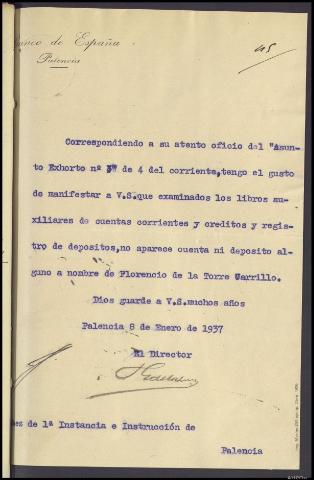 Banco de España
Palencia
45
Correspondiendo a su atento oficio del "Asun-
to Exhorto nº de 4 del corriente,tengo el gusto
de manifestar a V.S.que examinados los libros au-
xiliares de cuentas corrientes y creditos y regis-
tro de depositos,no aparece cuenta ni deposito al-
guno a nombre de Florencio de la Torre Carrillo.
Dios guarde a V.S.muchos años
Palencia 8 de Enero de 1937
El Director
ez de 1ª Instancia e Instrucción de
Palencia